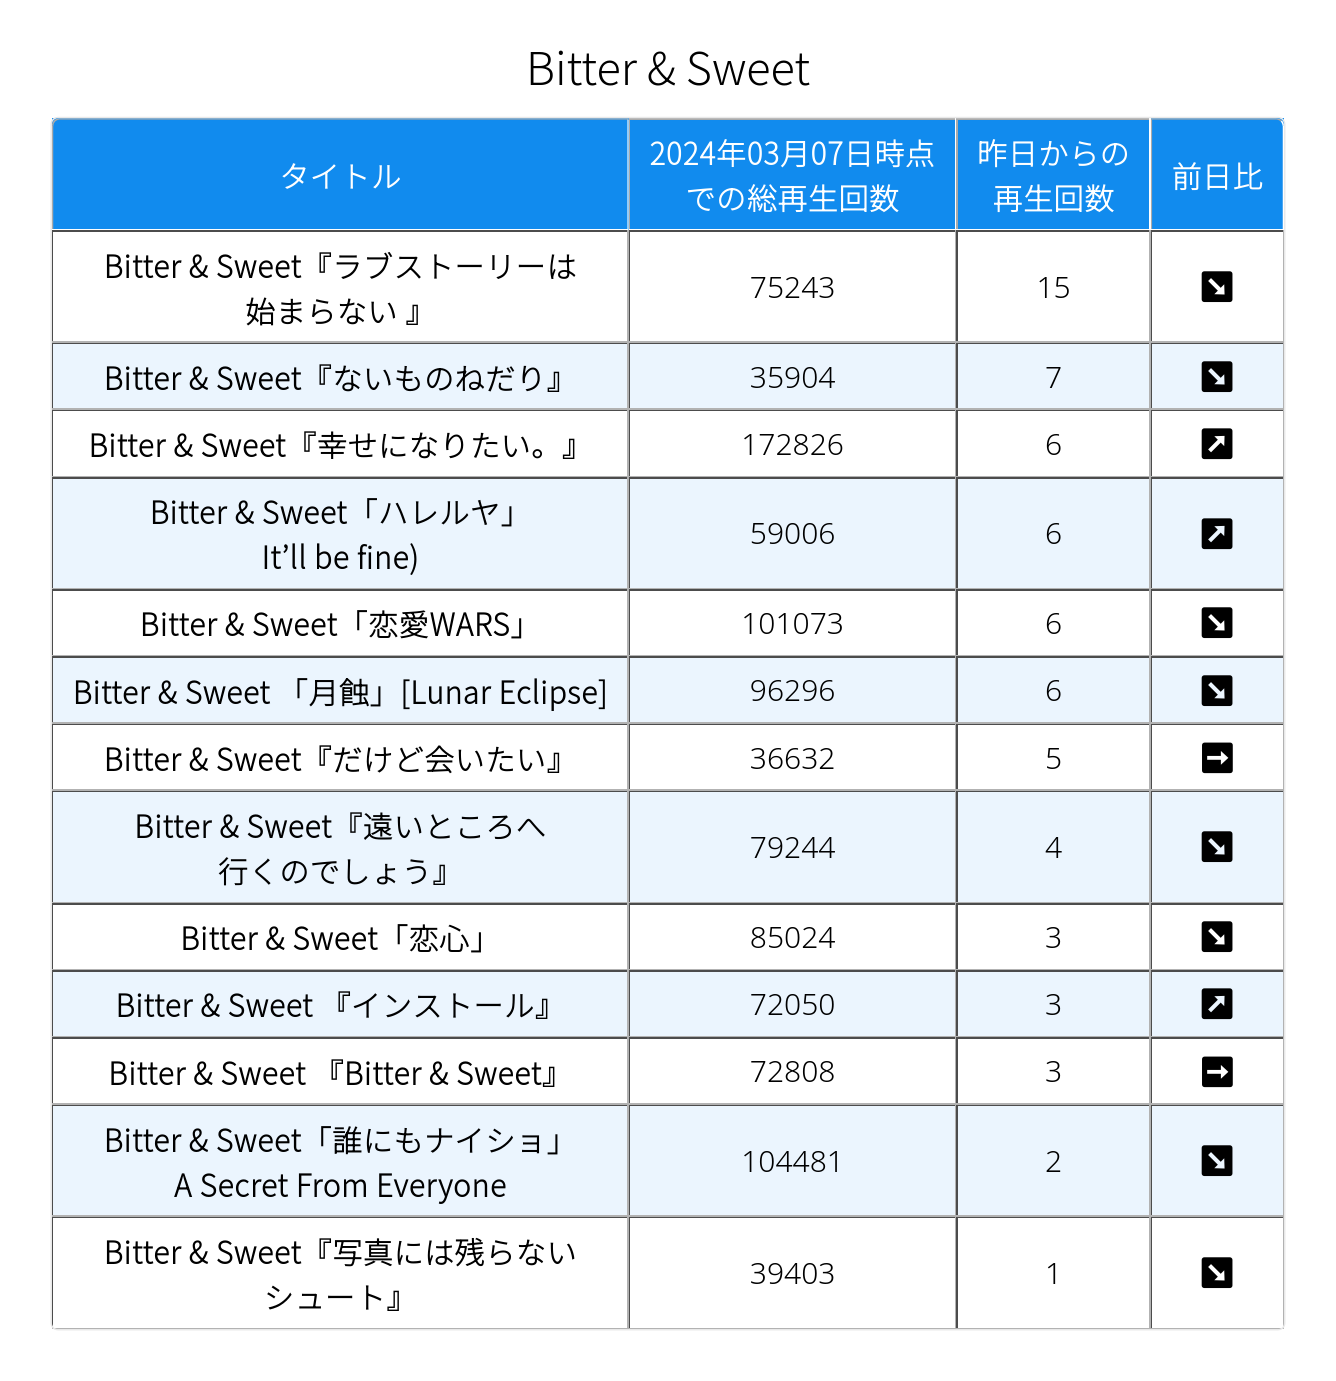 Bitter & Sweet
タイトル
2024年03月07日時点
での総再生回数
昨日からの
再生回数
前日比
Bitter & Sweet『ラブストーリーは
始まらない 』
75243
15
Bitter & Sweet『ないものねだり』
35904
7
Bitter & Sweet『幸せになりたい。』
172826
6
Bitter & Sweet「ハレルヤ」
It’ll be fine)
59006
6
Bitter & Sweet「恋愛WARS」
101073
6
Bitter & Sweet 「月蝕」[Lunar Eclipse]
96296
6
Bitter & Sweet『だけど会いたい』
36632
5
Bitter & Sweet『遠いところへ
行くのでしょう』
79244
4
Bitter & Sweet「恋心」
85024
3
Bitter & Sweet 『インストール』
72050
3
Bitter & Sweet 『Bitter & Sweet』
72808
3
Bitter & Sweet「誰にもナイショ」
A Secret From Everyone
104481
2
Bitter & Sweet『写真には残らない
シュート』
39403
1